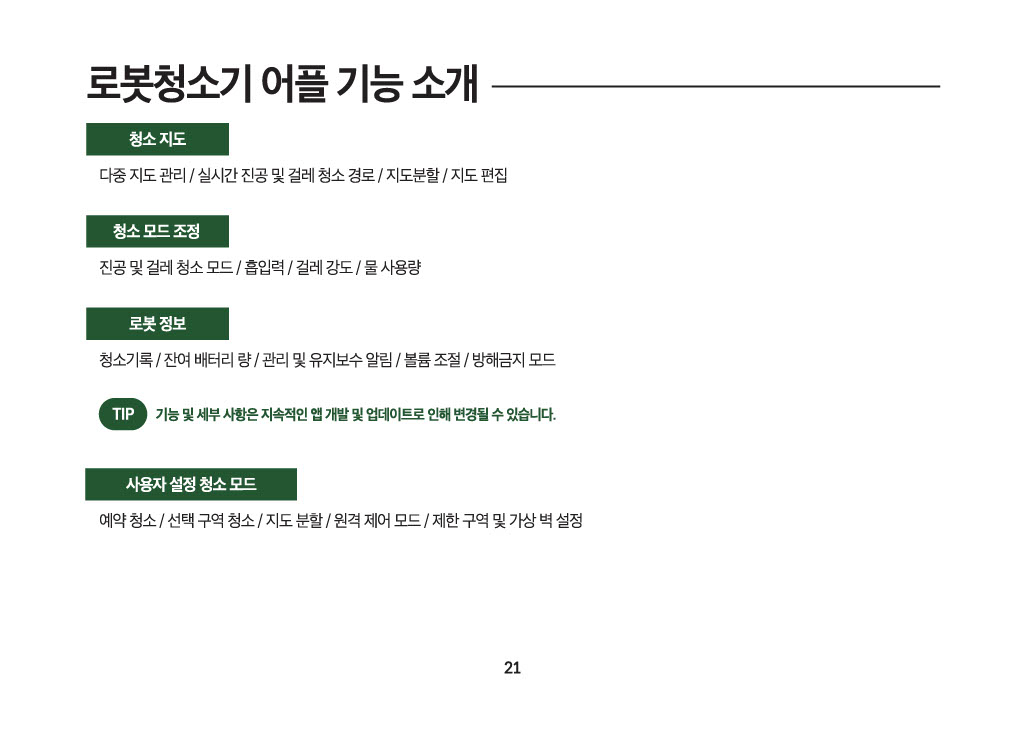 로봇청소기 어플 기능 소개
청소 지도
다중 지도 관리 / 실시간 진공 및 걸레 청소 경로 / 지도분할 / 지도 편집
청소 모드 조정
진공 및 걸레 청소 모드 / 흡입력 / 걸레 강도 / 물 사용량
로봇 정보
청소기록 / 잔여 배터리 량 / 관리 및 유지보수 알림 / 볼륨 조절 / 방해금지 모드
TIP 기능 및 세부 사항은 지속적인 앱 개발 및 업데이트로 인해 변경될 수 있습니다.
사용자 설정 청소 모드
예약 청소 / 선택 구역 청소 / 지도 분할 / 원격 제어 모드 / 제한 구역 및 가상 벽 설정
21